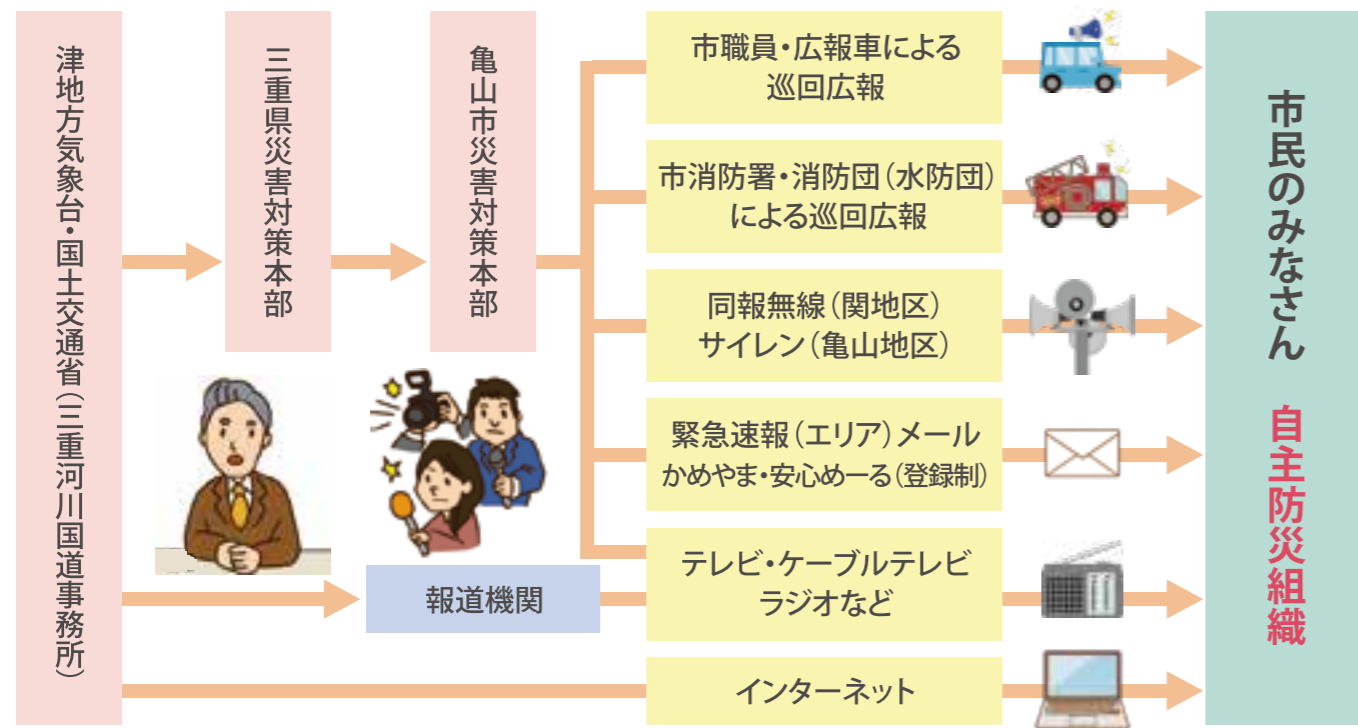 津地方気象台・国土交通省（三重河川国道事務所）
三重県災害対策本部
亀山市災害対策本部
報道機関
市職員・広報車による
巡回広報
市消防署・消防団（水防団）
による巡回広報
同報無線（関地区）
サイレン（亀山地区）
緊急速報（エリア）メール
かめやま・安心めーる（登録制）
テレビ・ケーブルテレビ
ラジオなど
インターネット
市民のみなさん 自主防災組織